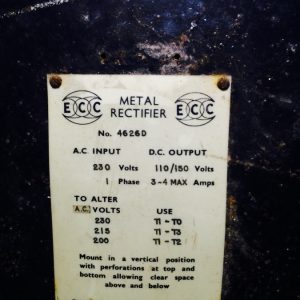 ECC METAL ECC
RECTIFIER
No. 4626D
A.C. INPUT D.C. OUTPUT
230 Volts 110/150 Volts
1 Phase 3-4 MAX Amps
TO ALTER
A.C. VOLTS USE
230 T1 - T0
215 T1 - T3
200 T1 - T2
Mount in a vertical position
with perforations at top and
bottom allowing clear space
above and below